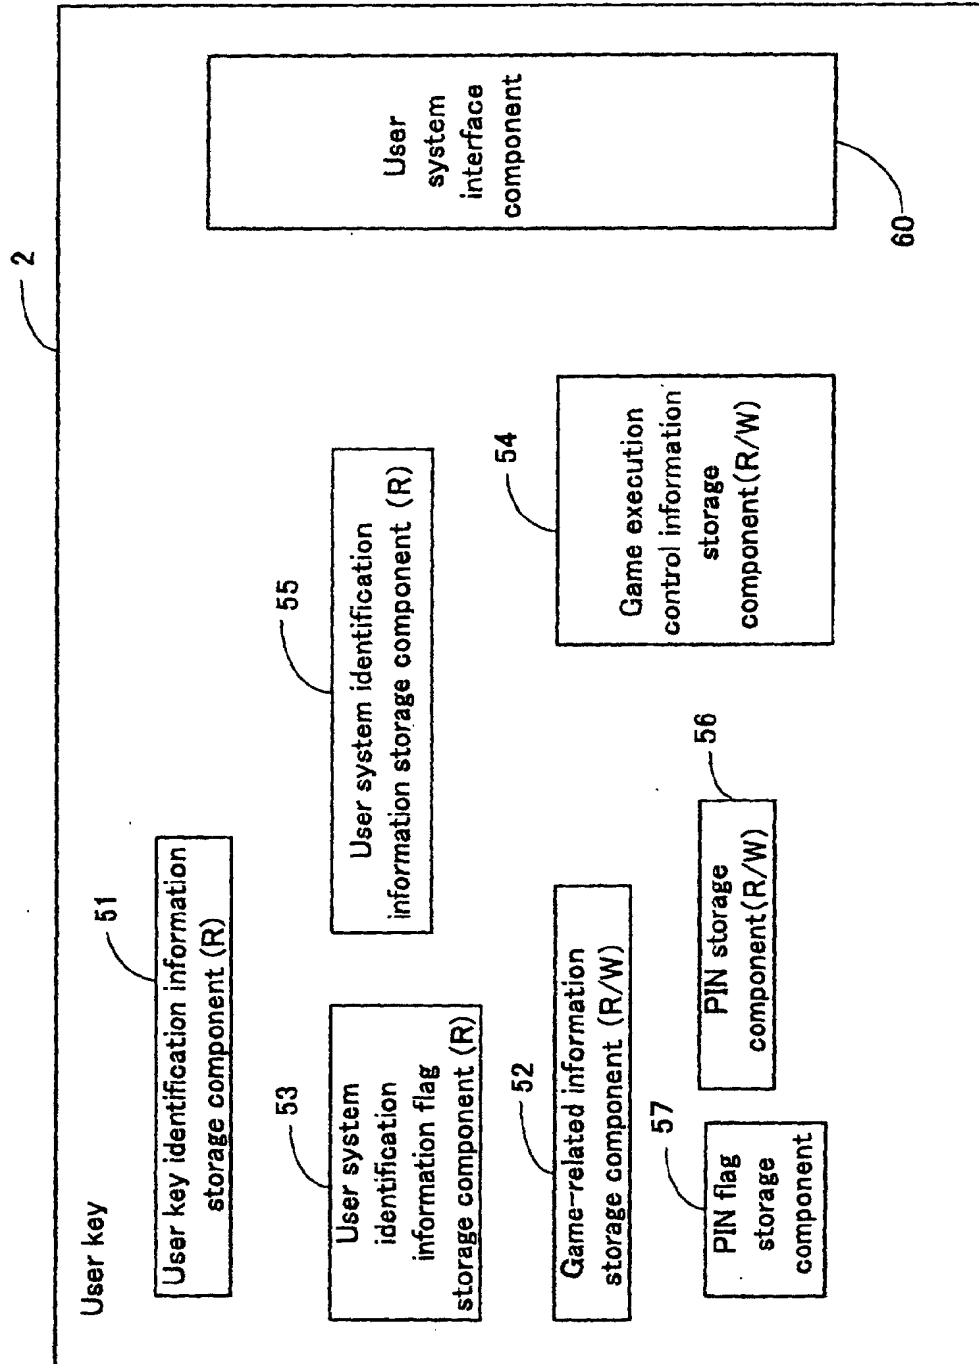 2
User key
51
User key identification information
storage component (R)
53
User system
identification
information flag
storage component (R)
55
User system identification
information storage component (R)
52
Game-related information
storage component (R/W)
54
Game execution
control information
storage
component(R/W)
57
PIN flag
storage
component
56
PIN storage
component(R/W)
User
system
interface
component
60